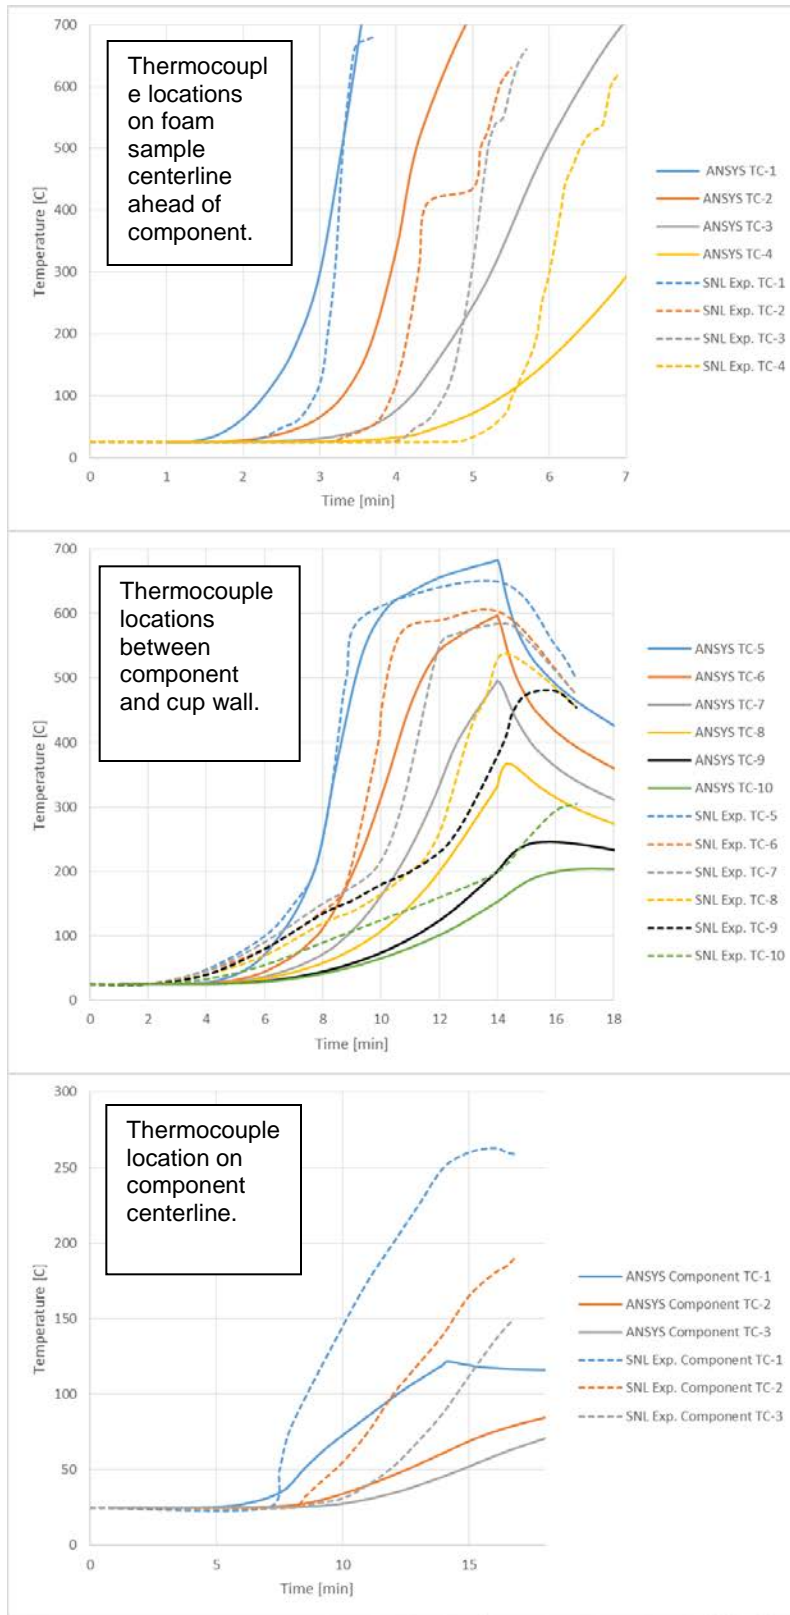 700
600
500
400
300
200
100
0
Temperature [C]
Thermocoupl
e locations
on foam
sample
centerline
ahead of
component.
0 1 2 3 4 5 6 7
Time [min]
ANSYS TC-1
ANSYS TC-2
ANSYS TC-3
ANSYS TC-4
SNL Exp. TC-1
SNL Exp. TC-2
SNL Exp. TC-3
SNL Exp. TC-4
700
600
500
400
300
200
100
0
Temperature [C]
Thermocouple
locations
between
component
and cup wall.
0 2 4 6 8 10 12 14 16 18
Time [min]
ANSYS TC-5
ANSYS TC-6
ANSYS TC-7
ANSYS TC-8
ANSYS TC-9
ANSYS TC-10
SNL Exp. TC-5
SNL Exp. TC-6
SNL Exp. TC-7
SNL Exp. TC-8
SNL Exp. TC-9
SNL Exp. TC-10
300
250
200
150
100
50
0
Temperature [C]
Thermocouple
location on
component
centerline.
0 5 10 15
Time [min]
ANSYS Component TC-1
ANSYS Component TC-2
ANSYS Component TC-3
SNL Exp. Component TC-1
SNL Exp. Component TC-2
SNL Exp. Component TC-3